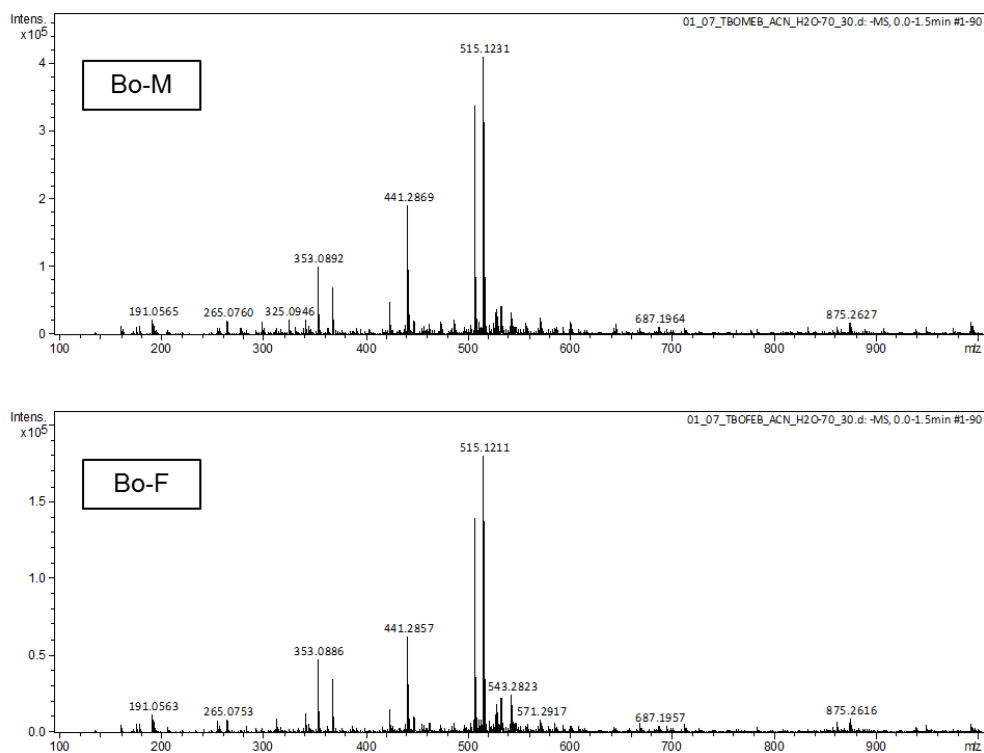 Intens.
x10⁵
01_07_TBOMEB_ACN_H2O-70_30.d: -MS, 0.0-1.5min #1-90
Bo-M
515.1231
441.2869
353.0892
191.0565
265.0760
325.0946
687.1964
875.2627
4
3
2
1
0
100 200 300 400 500 600 700 800 900 m/z
Intens.
x10⁵
01_07_TBOFEB_ACN_H2O-70_30.d: -MS, 0.0-1.5min #1-90
Bo-F
515.1211
441.2857
353.0886
543.2823
191.0563
265.0753
571.2917
687.1957
875.2616
1.5
1.0
0.5
0.0
100 200 300 400 500 600 700 800 900 m/z